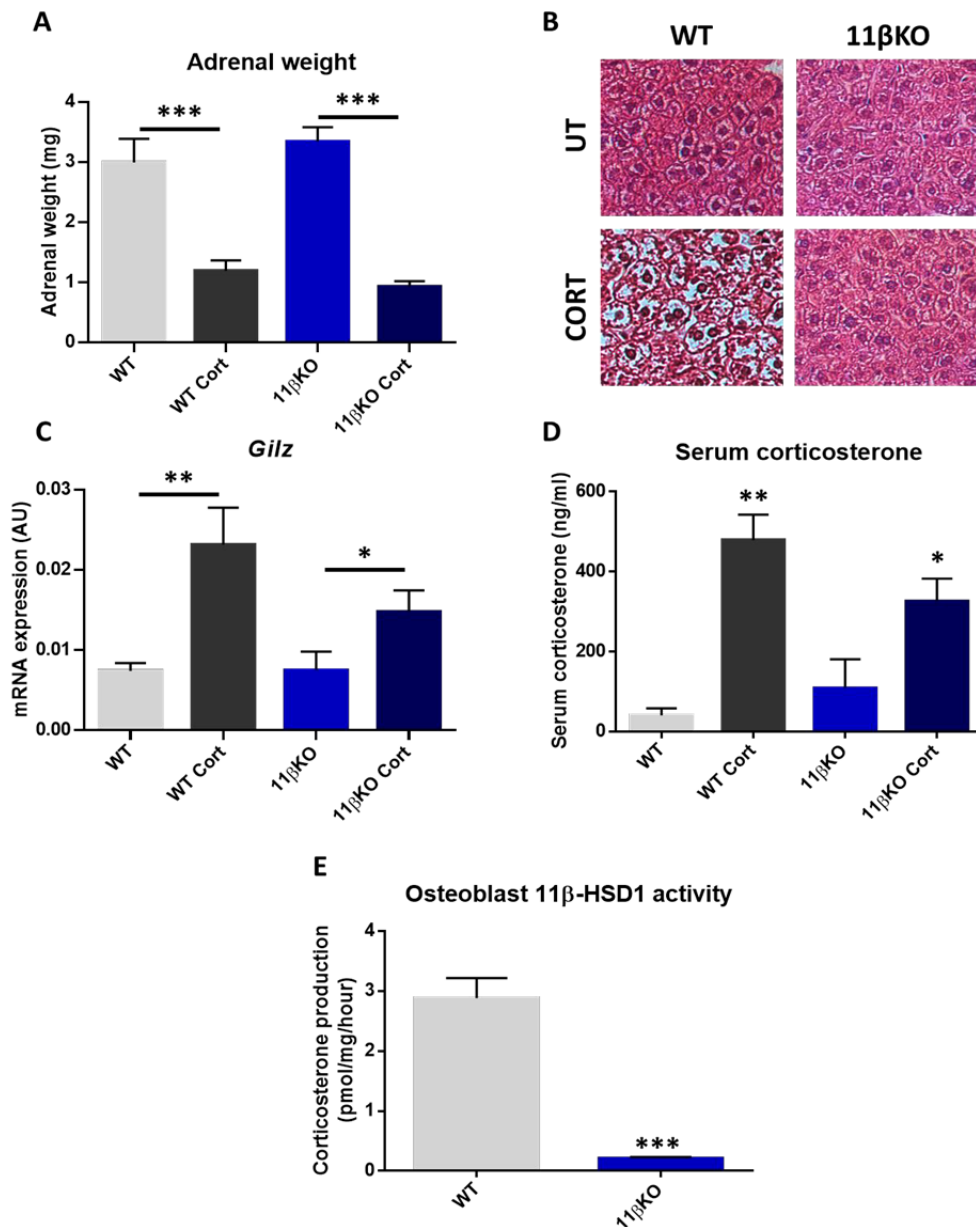 A
Adrenal weight
Adrenal weight (mg)
4
3
2
1
0
***
***
WT
WT Cort
11βKO
11βKO Cort
B
WT
11βKO
UT
CORT
C
Gilz
mRNA expression (AU)
0.03
0.02
0.01
0.00
**
*
WT
WT Cort
11βKO
11βKO Cort
D
Serum corticosterone
Serum corticosterone (ng/ml)
600
400
200
0
**
*
WT
WT Cort
11βKO
11βKO Cort
E
Osteoblast 11β-HSD1 activity
Corticosterone production
(pmol/mg/hour)
4
3
2
1
0
***
WT
11βKO